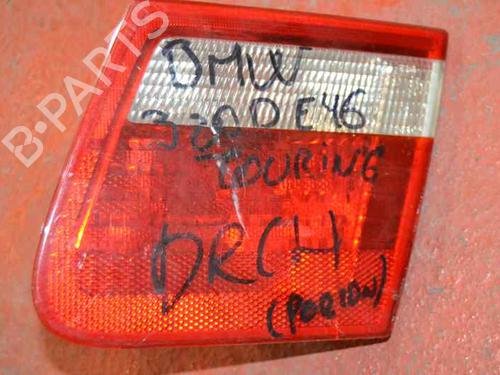 B-PARTS
BMW
320D E46
TOURING
DRCH
(PORTON)